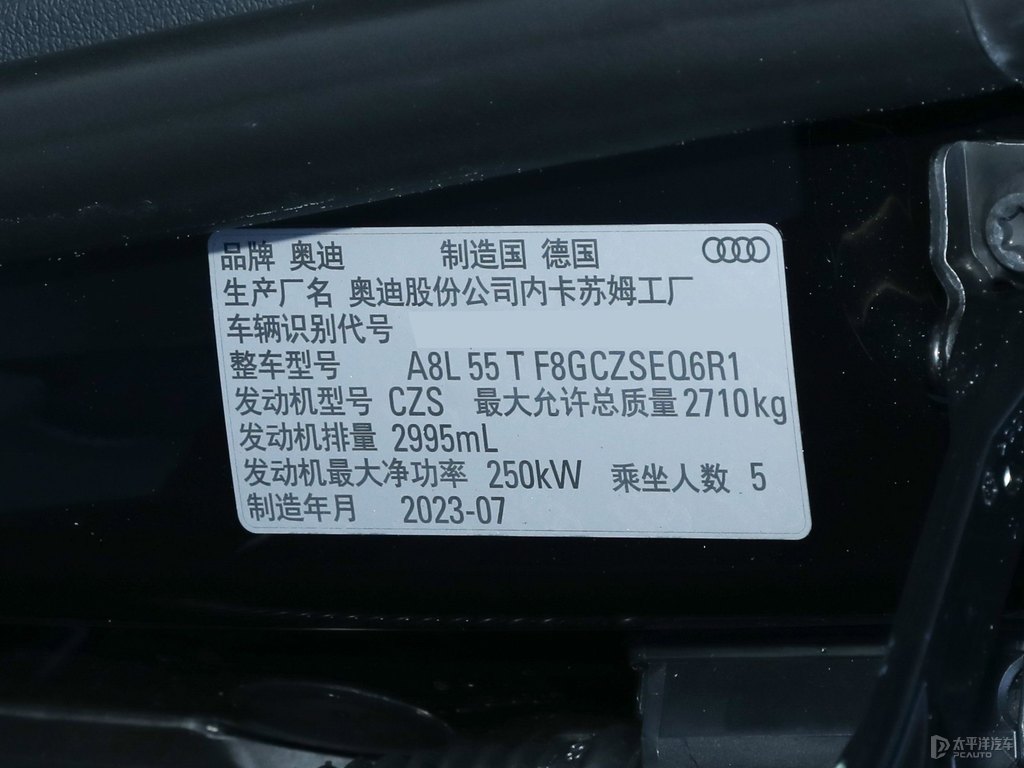 品牌 奥迪 制造国 德国
生产厂名 奥迪股份公司内卡苏姆工厂
车辆识别代号
整车型号 A8L 55 T F8GCZSEQ6R1
发动机型号 CZS 最大允许总质量 2710kg
发动机排量 2995mL
发动机最大净功率 250kW 乘坐人数 5
制造年月 2023-07
太平洋汽车
PCAUTO